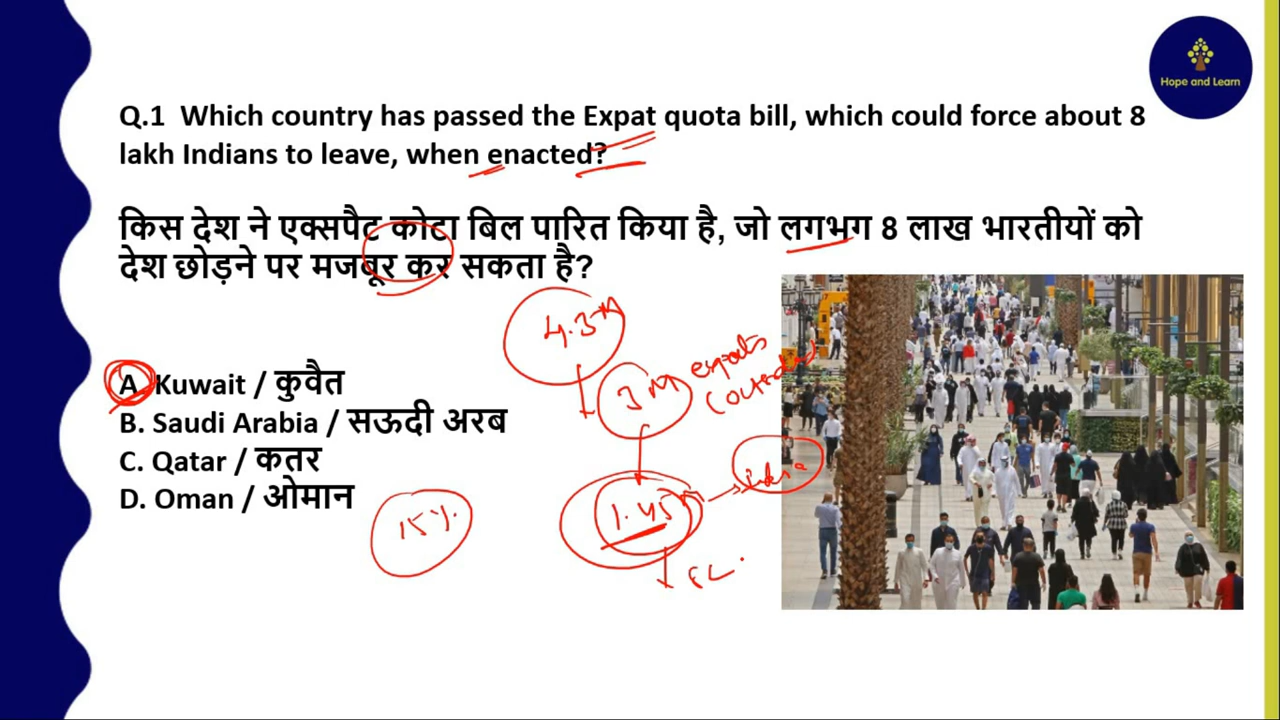 Hope and Learn
Q.1 Which country has passed the Expat quota bill, which could force about 8
lakh Indians to leave, when enacted?
किस देश ने एक्सपैट कोटा बिल पारित किया है, जो लगभग 8 लाख भारतीयों को
देश छोड़ने पर मजबूर कर सकता है?
4.3M
3M expats
A. Kuwait / कुवैत
B. Saudi Arabia / सऊदी अरब
C. Qatar / कतर
D. Oman / ओमान
15%
1.45M
India
8L